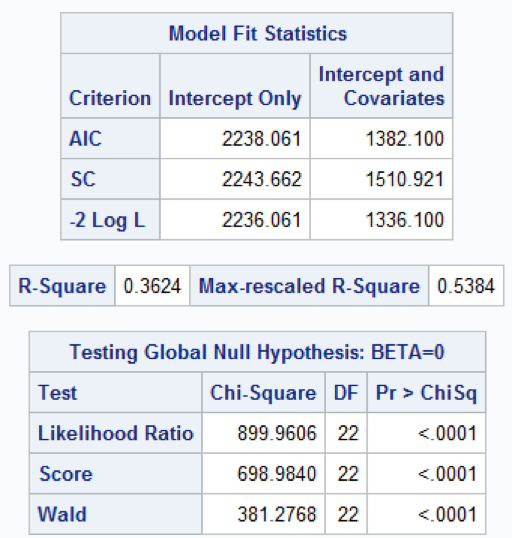 Model Fit Statistics
Criterion Intercept Only Intercept and Covariates
AIC 2238.061 1382.100
SC 2243.662 1510.921
-2 Log L 2236.061 1336.100
R-Square 0.3624 Max-rescaled R-Square 0.5384
Testing Global Null Hypothesis: BETA=0
Test Chi-Square DF Pr > ChiSq
Likelihood Ratio 899.9606 22 <.0001
Score 698.9840 22 <.0001
Wald 381.2768 22 <.0001